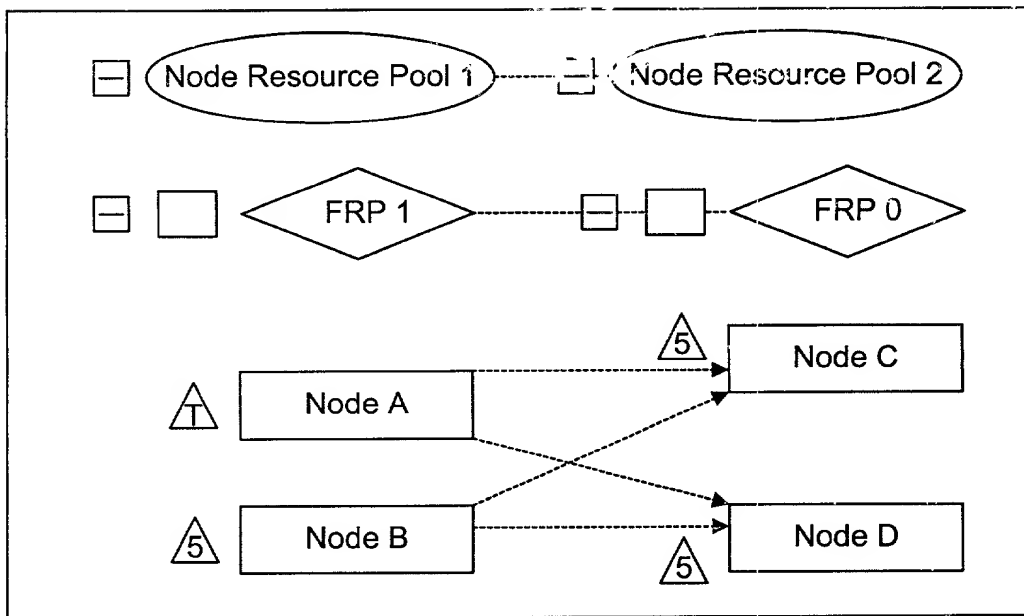 Node Resource Pool 1
Node Resource Pool 2
FRP 1
FRP 0
5
Node C
T
Node A
5
Node B
5
Node D